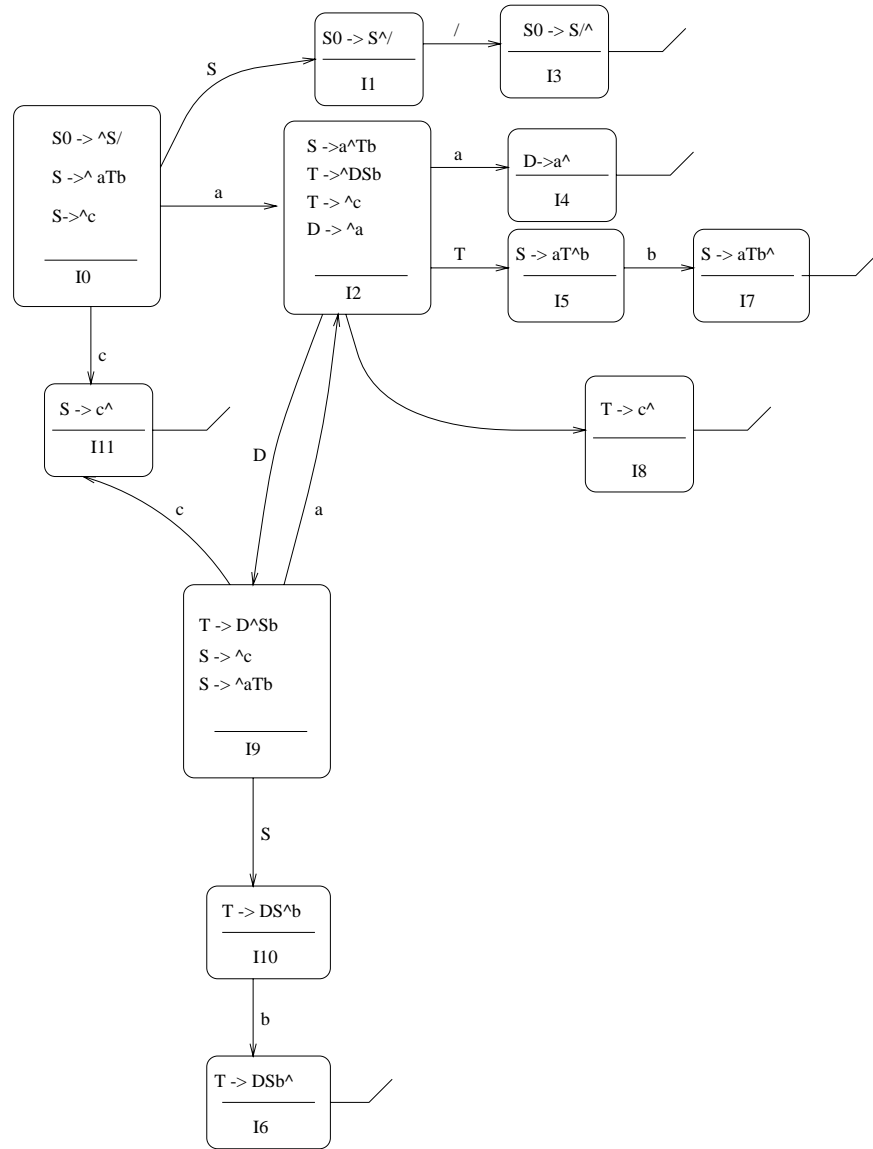 S0 -> S^/
I1
/
S0 -> S/^
I3
S
S0 -> ^S/
S ->^ aTb
S->^c
I0
a
S ->a^Tb
T ->^DSb
T -> ^c
D -> ^a
I2
a
D->a^
I4
T
S -> aT^b
I5
b
S -> aTb^
I7
c
S -> c^
I11
T -> c^
I8
D
a
c
T -> D^Sb
S -> ^c
S -> ^aTb
I9
S
T -> DS^b
I10
b
T -> DSb^
I6